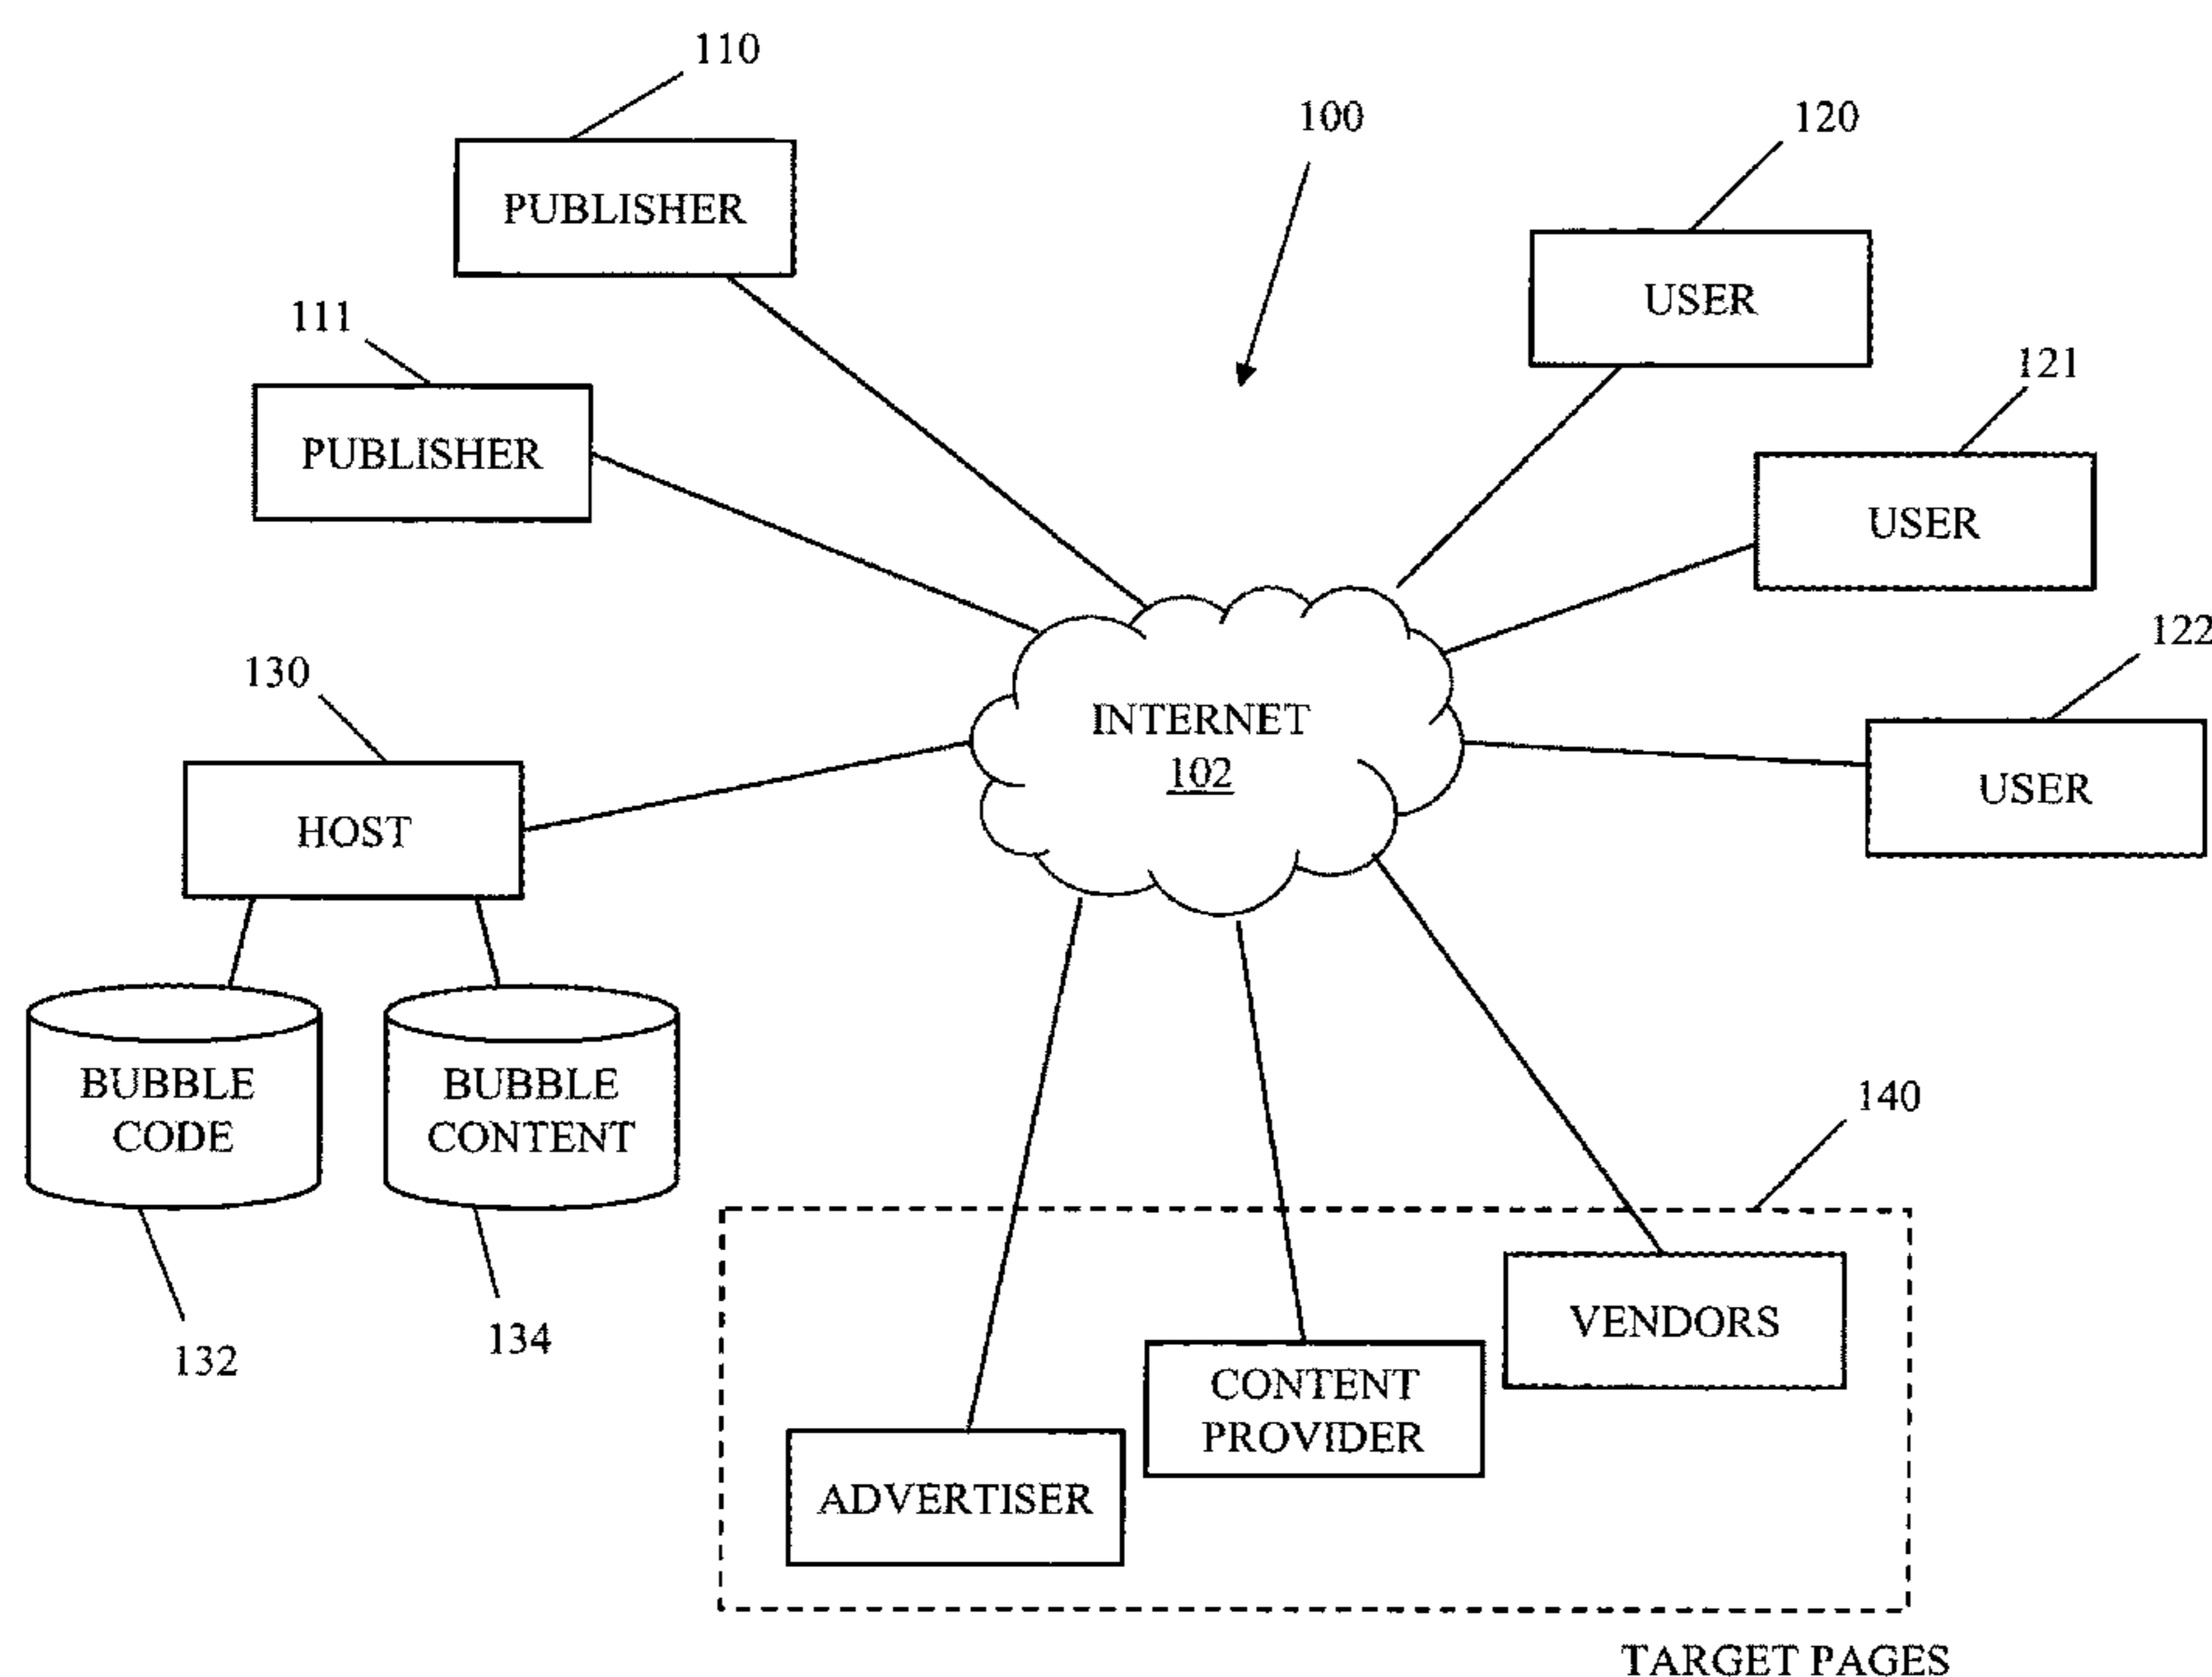 110
100
120
PUBLISHER
USER
111
121
PUBLISHER
USER
122
130
INTERNET
102
USER
HOST
BUBBLE
CODE
BUBBLE
CONTENT
140
132
134
VENDORS
CONTENT
PROVIDER
ADVERTISER
TARGET PAGES